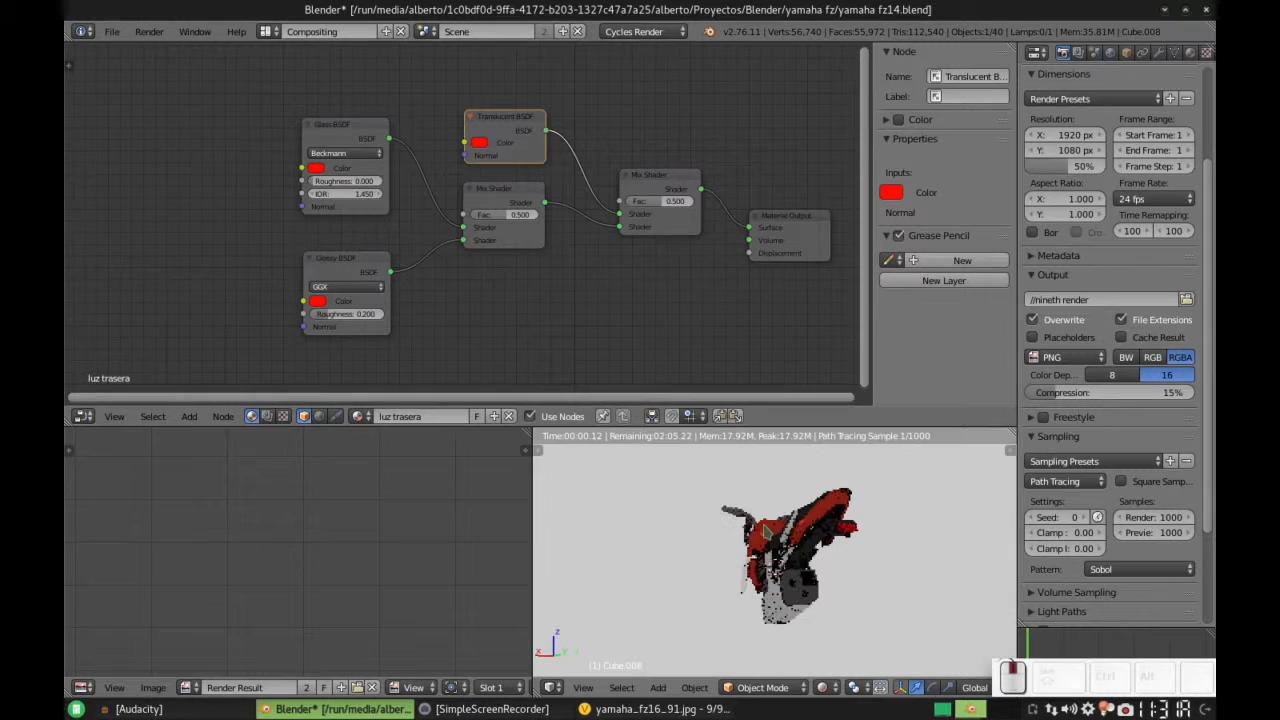 Blender* [/run/media/alberto/1c0bdf0d-9ffa-4172-b203-1327c47a7a25/alberto/Proyectos/Blender/yamaha fz/yamaha fz14.blend]
File Render Window Help Compositing Scene 2 Cycles Render v2.76.11 | Verts:56,740 | Faces:55,972 | Tris:112,540 | Objects:1/40 | Lamps:0/1 | Mem:35.81M | Cube.008
Glass BSDF
BSDF
Beckmann
Color
Roughness: 0.000
IOR: 1.450
Normal
Translucent BSDF
BSDF
Color
Normal
Mix Shader
Shader
Fac: 0.500
Shader
Shader
Mix Shader
Shader
Fac: 0.500
Shader
Shader
Material Output
Surface
Volume
Displacement
Glossy BSDF
BSDF
GGX
Color
Roughness: 0.200
Normal
luz trasera
Node
Name: Translucent B...
Label:
Color
Properties
Inputs:
Color
Normal
Grease Pencil
New
New Layer
Dimensions
Render Presets
Resolution: Frame Range:
X: 1920 px Start Frame: 1
Y: 1080 px End Frame: 1
50% Frame Step: 1
Aspect Ratio: Frame Rate:
X: 1.000 24 fps
Y: 1.000 Time Remapping:
Bor Cro 100 100
Metadata
Output
//nineth render
Overwrite File Extensions
Placeholders Cache Result
PNG BW RGB RGBA
Color Dep... 8 16
Compression: 15%
Freestyle
Sampling
Sampling Presets
Path Tracing Square Samp...
Settings: Samples:
Seed: 0 Render: 1000
Clamp : 0.00 Previe: 1000
Clamp I: 0.00
Pattern: Sobol
Volume Sampling
Light Paths
View Select Add Node F luz trasera Use Nodes
Time:00:00.12 | Remaining:02:05.22 | Mem:17.92M, Peak:17.92M | Path Tracing Sample 1/1000
z
x y
(1) Cube.008
View Image Render Result 2 F View Slot 1
View Select Add Object Object Mode Global
Ctrl Alt
[Audacity] Blender* [/run/media/alber... [SimpleScreenRecorder] yamaha_fz16_91.jpg - 9/9...